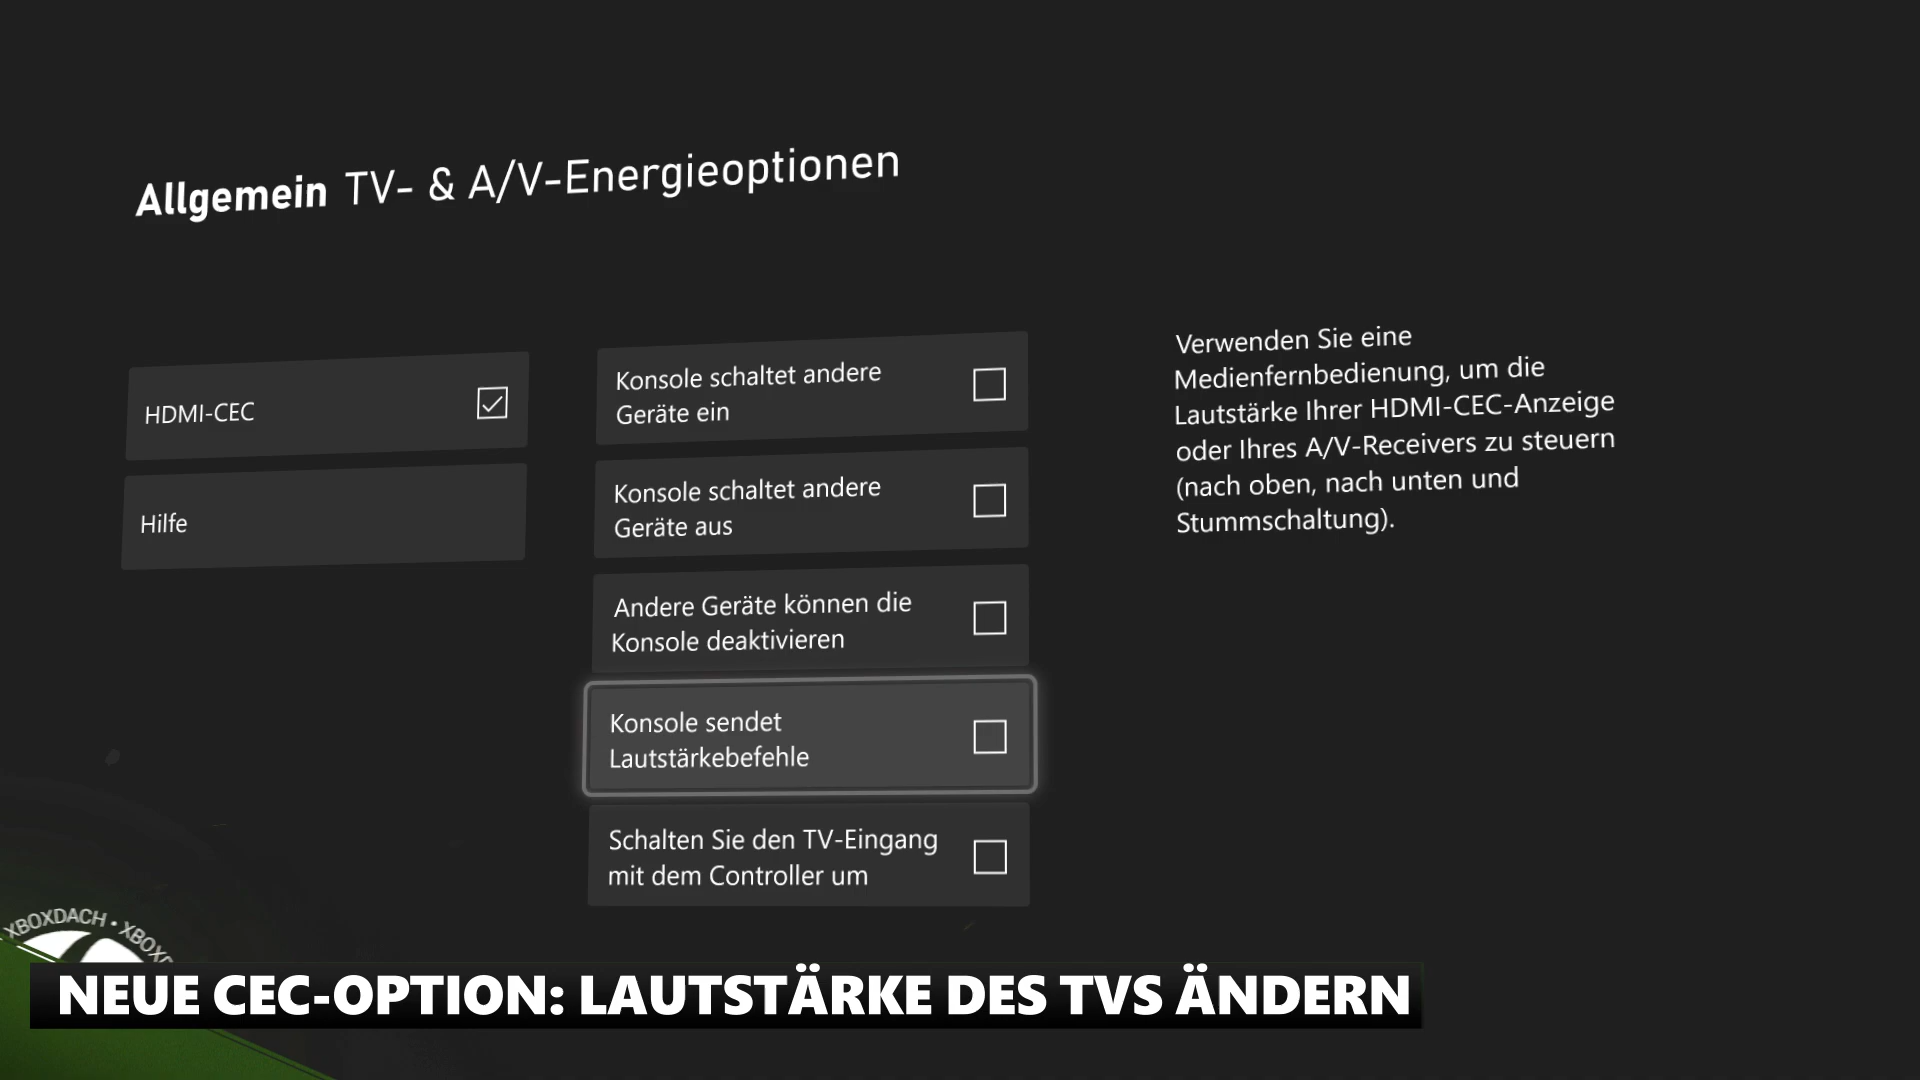 Allgemein TV- & A/V-Energieoptionen
HDMI-CEC
Hilfe
Konsole schaltet andere
Geräte ein
Konsole schaltet andere
Geräte aus
Andere Geräte können die
Konsole deaktivieren
Konsole sendet
Lautstärkebefehle
Schalten Sie den TV-Eingang
mit dem Controller um
Verwenden Sie eine
Medienfernbedienung, um die
Lautstärke Ihrer HDMI-CEC-Anzeige
oder Ihres A/V-Receivers zu steuern
(nach oben, nach unten und
Stummschaltung).
XBOXDACH •
NEUE CEC-OPTION: LAUTSTÄRKE DES TVS ÄNDERN